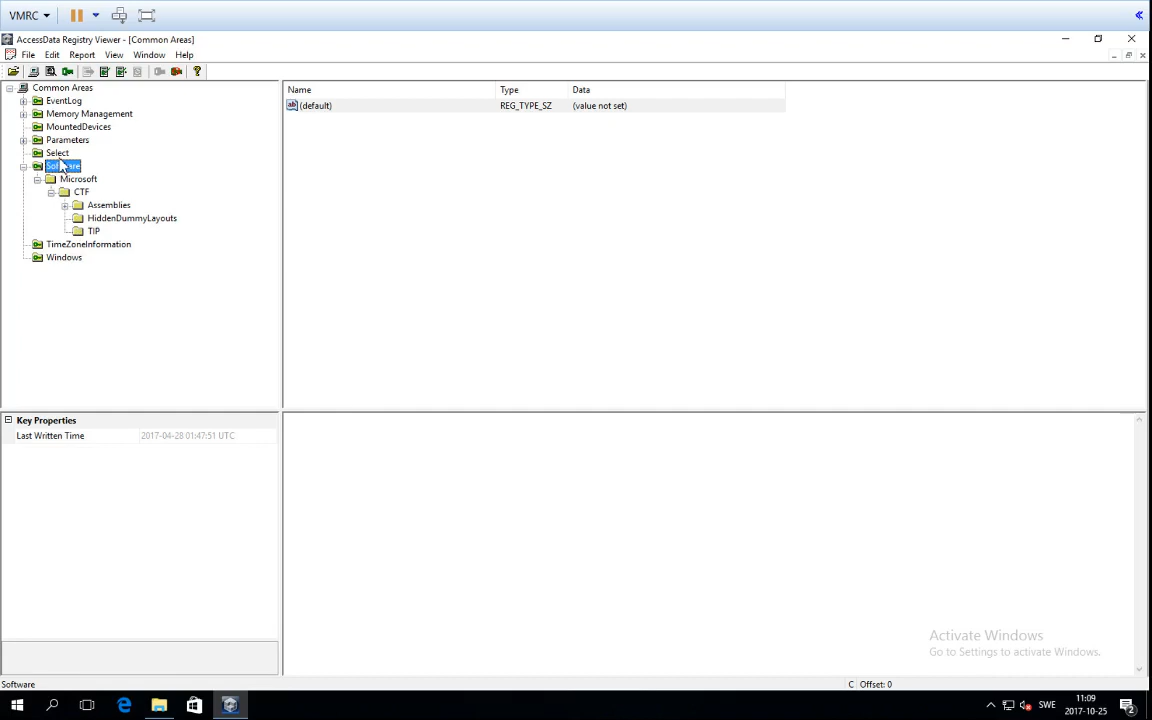 VMRC
AccessData Registry Viewer - [Common Areas]
File Edit Report View Window Help
Common Areas
EventLog
Memory Management
MountedDevices
Parameters
Select
Software
Microsoft
CTF
Assemblies
HiddenDummyLayouts
TIP
TimeZoneInformation
Windows
Name Type Data
(default) REG_TYPE_SZ (value not set)
Key Properties
Last Written Time 2017-04-28 01:47:51 UTC
Activate Windows
Go to Settings to activate Windows.
Software C Offset: 0
SWE
11:09
2017-10-25
2